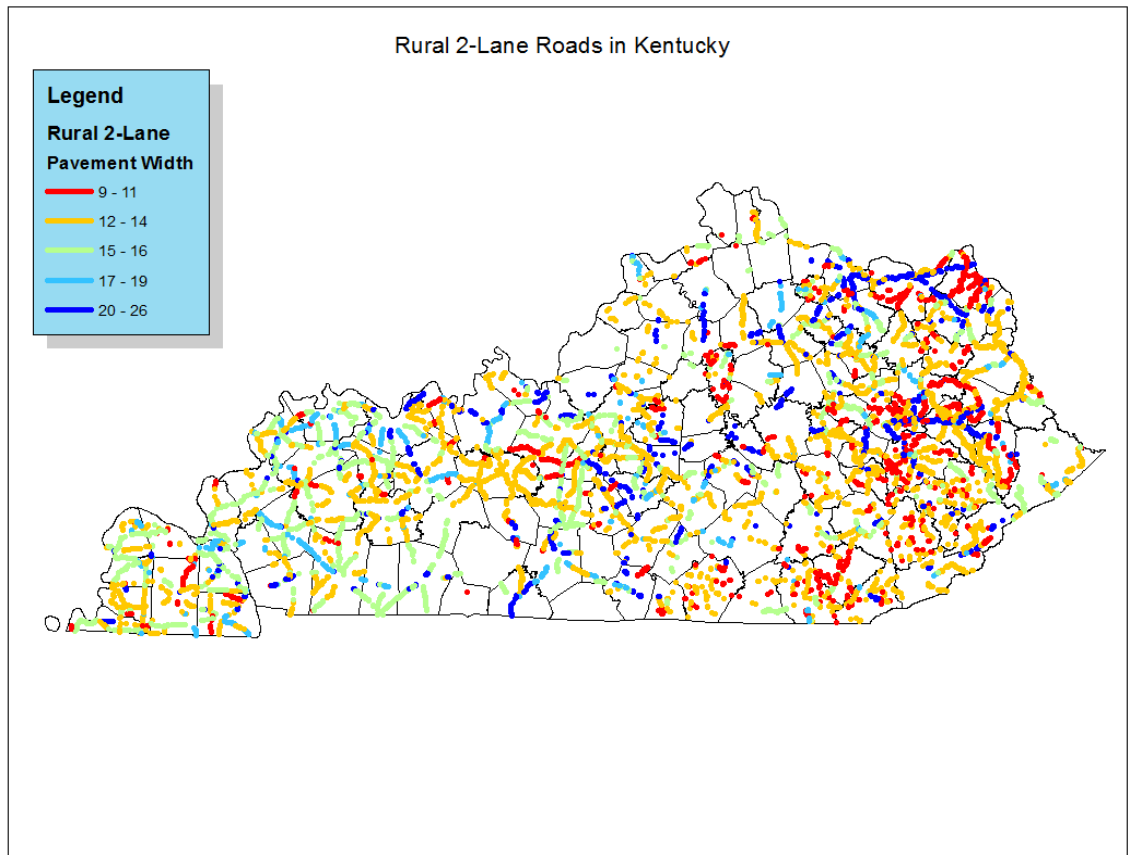 Rural 2-Lane Roads in Kentucky
Legend
Rural 2-Lane
Pavement Width
9 - 11
12 - 14
15 - 16
17 - 19
20 - 26